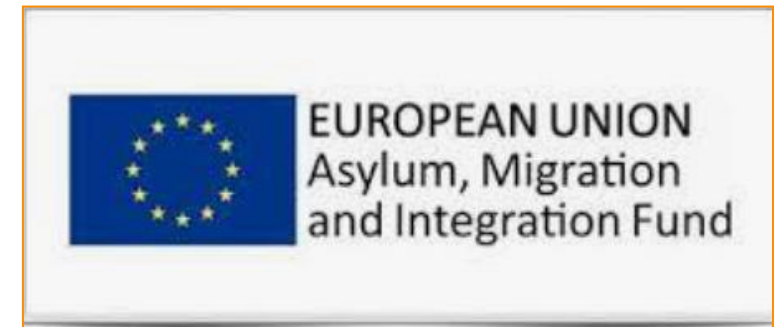 EUROPEAN UNION
Asylum, Migration
and Integration Fund